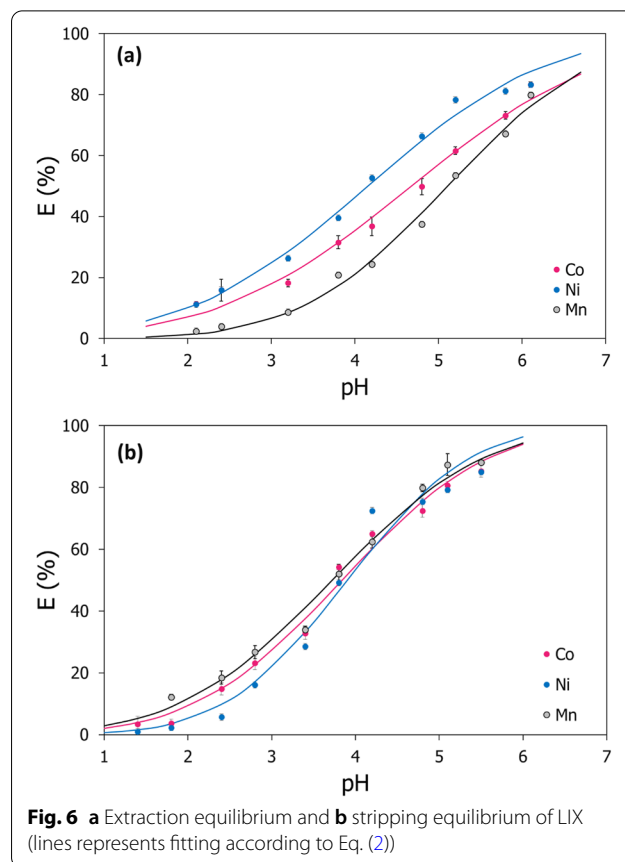 (a)
E (%)
100
80
60
40
20
0
Co
Ni
Mn
1 2 3 4 5 6 7
pH
(b)
E (%)
100
80
60
40
20
0
Co
Ni
Mn
1 2 3 4 5 6 7
pH
Fig. 6 a Extraction equilibrium and b stripping equilibrium of LIX
(lines represents fitting according to Eq. (2))